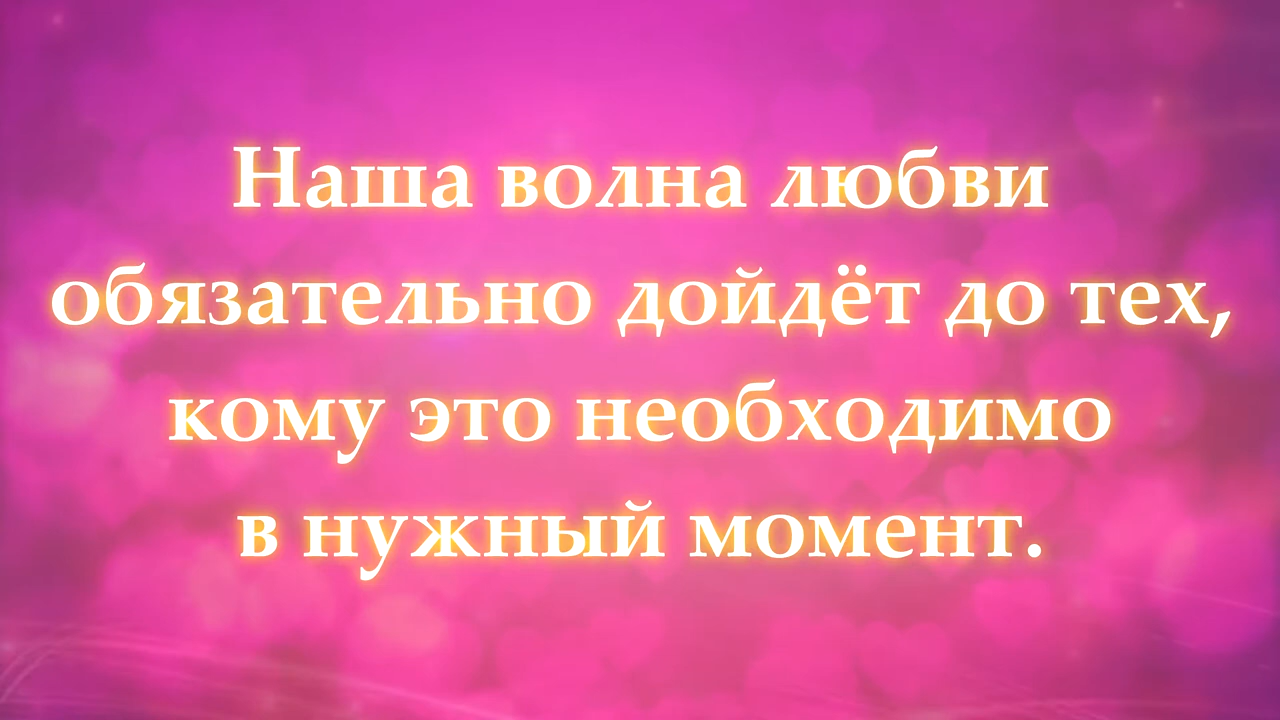 Наша волна любви
обязательно дойдёт до тех,
кому это необходимо
в нужный момент.